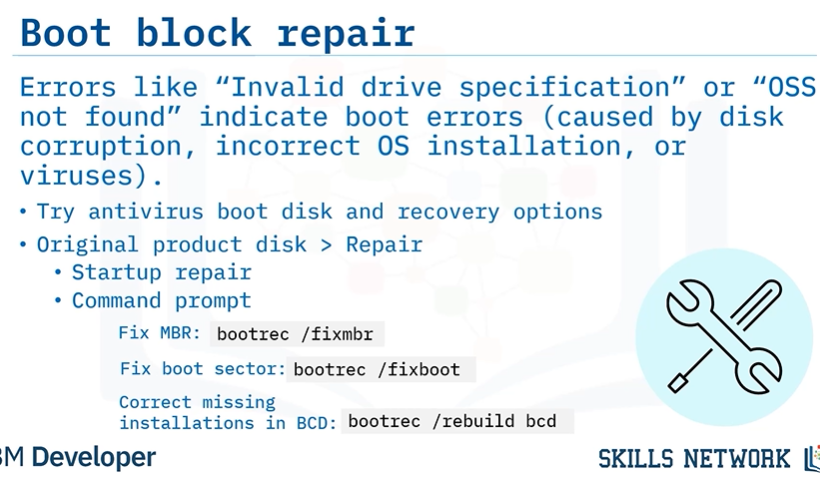 Boot block repair
Errors like “Invalid drive specification” or “OSS
not found” indicate boot errors (caused by disk
corruption, incorrect OS installation, or
viruses).
• Try antivirus boot disk and recovery options
• Original product disk > Repair
• Startup repair
• Command prompt
Fix MBR: bootrec /fixmbr
Fix boot sector: bootrec /fixboot
Correct missing
installations in BCD: bootrec /rebuild bcd
BM Developer
SKILLS NETWORK